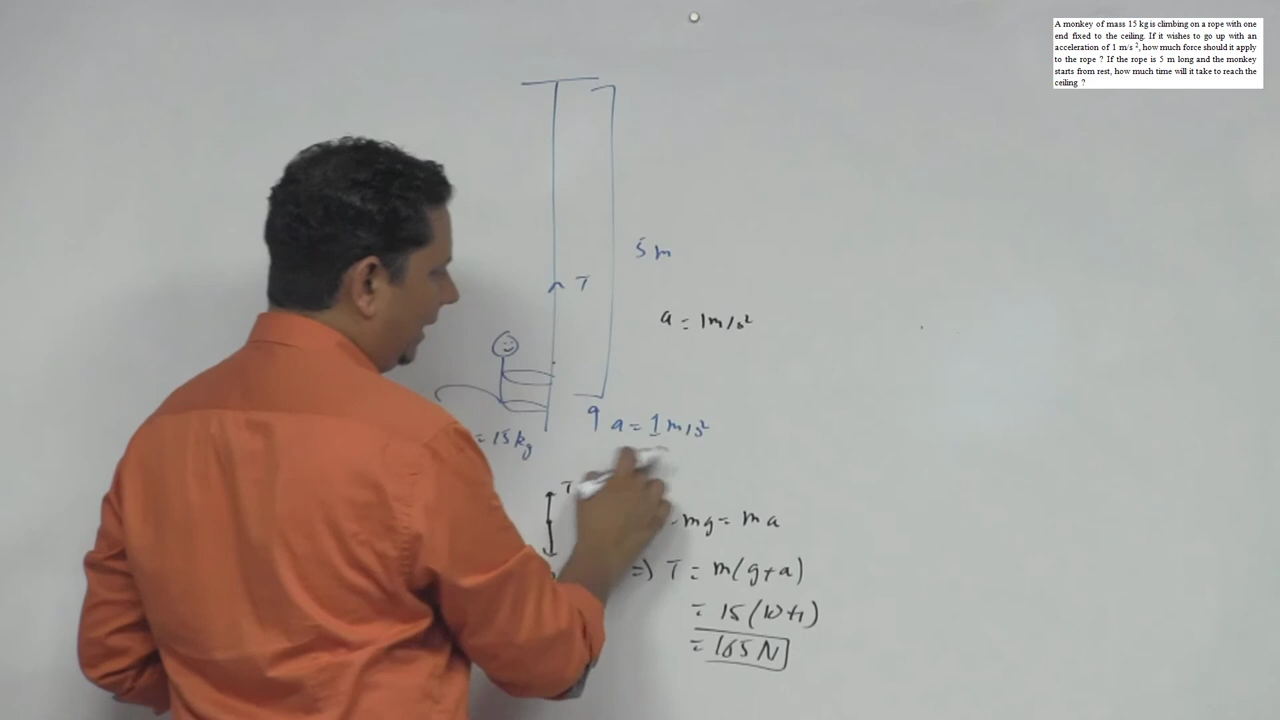 A monkey of mass 15 kg is climbing on a rope with one
end fixed to the ceiling. If it wishes to go up with an
acceleration of 1 m/s ², how much force should it apply
to the rope ? If the rope is 5 m long and the monkey
starts from rest, how much time will it take to reach the
ceiling ?
5 m
T
a = 1m/s²
a = 1 m/s²
= 15 kg
T
- mg = ma
=) T = m(g+a)
= 15(10+1)
= 165 N